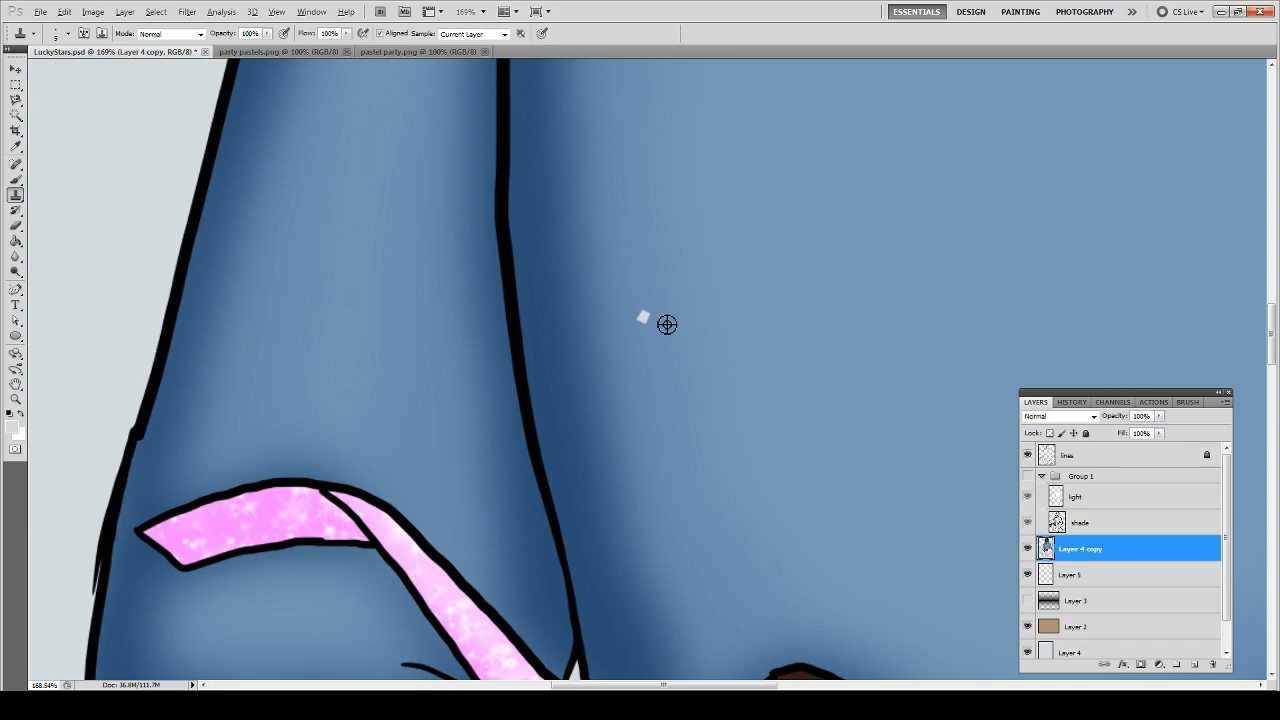 Ps File Edit Image Layer Select Filter Analysis 3D View Window Help Br Mb 169% ESSENTIALS DESIGN PAINTING PHOTOGRAPHY CS Live
5 Mode: Normal Opacity: 100% Flow: 100% Aligned Sample: Current Layer
LuckyStars.psd @ 169% (Layer 4 copy, RGB/8) * party pastels.png @ 100% (RGB/8) pastel party.png @ 100% (RGB/8)
LAYERS HISTORY CHANNELS ACTIONS BRUSH
Normal Opacity: 100%
Lock: Fill: 100%
lines
Group 1
light
shade
Layer 4 copy
Layer 5
Layer 3
Layer 2
Layer 4
168.54% Doc: 36.8M/111.7M